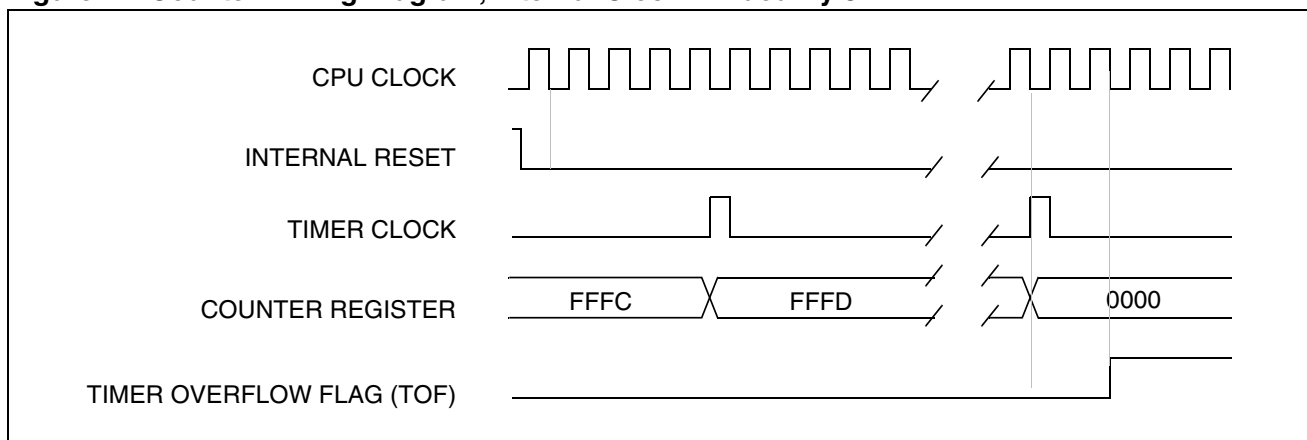 CPU CLOCK
INTERNAL RESET
TIMER CLOCK
COUNTER REGISTER FFFC FFFD 0000
TIMER OVERFLOW FLAG (TOF)